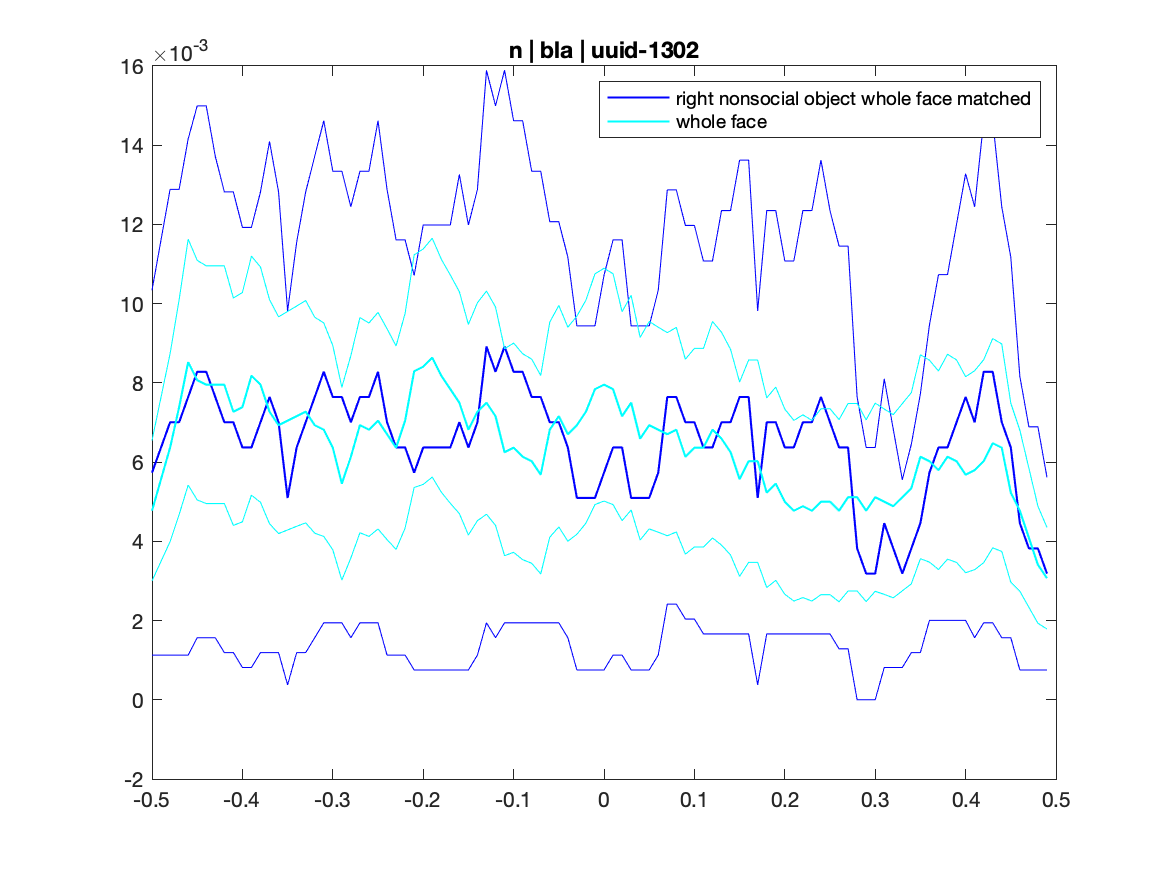 n | bla | uuid-1302
×10-3
right nonsocial object whole face matched
whole face
16
14
12
10
8
6
4
2
0
-2
-0.5 -0.4 -0.3 -0.2 -0.1 0 0.1 0.2 0.3 0.4 0.5